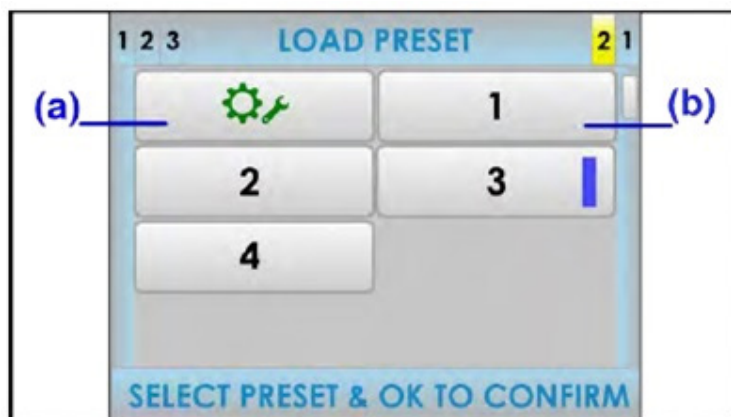 1 2 3 LOAD PRESET 2 1
(a) 1 (b)
2 3
4
SELECT PRESET & OK TO CONFIRM